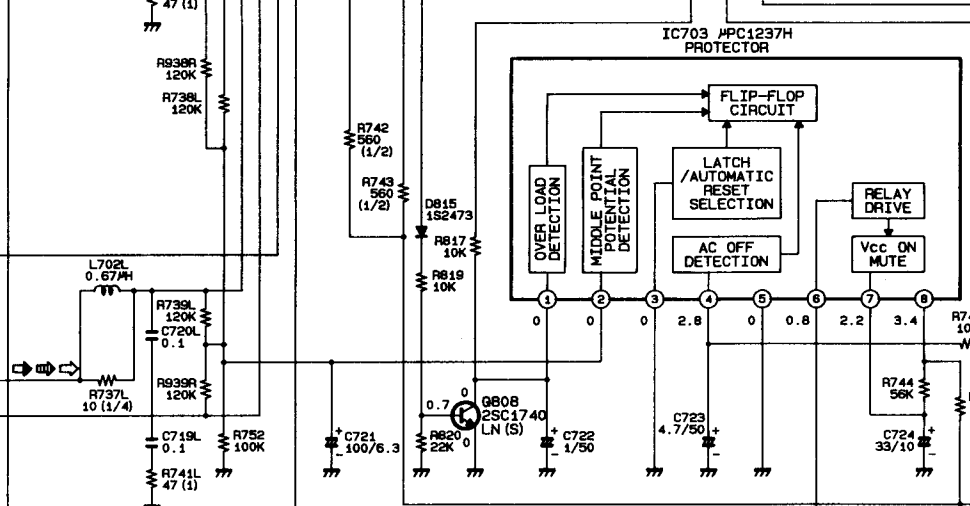 47 (1)
R938R
120K
R738L
120K
R742
560
(1/2)
R743
560
(1/2)
D815
1S2473
R817
10K
R819
10K
IC703 μPC1237H
PROTECTOR
FLIP-FLOP
CIRCUIT
OVER LOAD
DETECTION
MIDDLE POINT
POTENTIAL
DETECTION
LATCH
/AUTOMATIC
RESET
SELECTION
AC OFF
DETECTION
RELAY
DRIVE
Vcc ON
MUTE
1
2
3
4
5
6
7
8
0
0
0
2.8
0
0.8
2.2
3.4
L702L
0.67μH
R739L
120K
C720L
0.1
R939R
120K
R737L
10 (1/4)
C719L
0.1
R741L
47 (1)
R752
100K
+
C721
100/6.3
-
0.7
0
Q808
2SC1740
LN (S)
0
R820
22K
+
C722
1/50
-
C723
4.7/50
+
-
R744
56K
C724
33/10
+
-
10